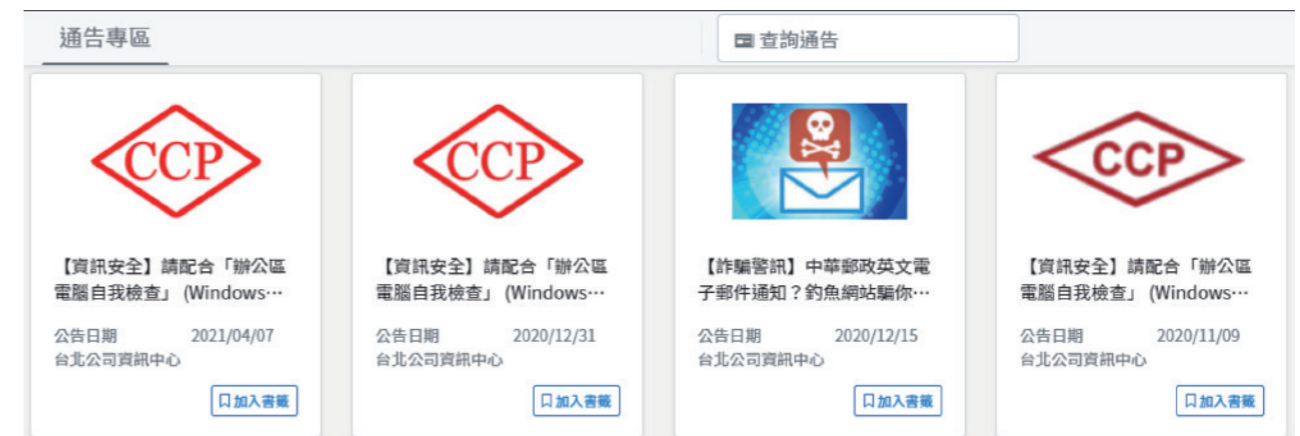 通告專區
查詢通告
CCP
【資訊安全】請配合「辦公區
電腦自我檢查」 (Windows…
公告日期 2021/04/07
台北公司資訊中心
加入書籤
CCP
【資訊安全】請配合「辦公區
電腦自我檢查」 (Windows…
公告日期 2020/12/31
台北公司資訊中心
加入書籤
【詐騙警訊】中華郵政英文電
子郵件通知？釣魚網站騙你…
公告日期 2020/12/15
台北公司資訊中心
加入書籤
CCP
【資訊安全】請配合「辦公區
電腦自我檢查」 (Windows…
公告日期 2020/11/09
台北公司資訊中心
加入書籤